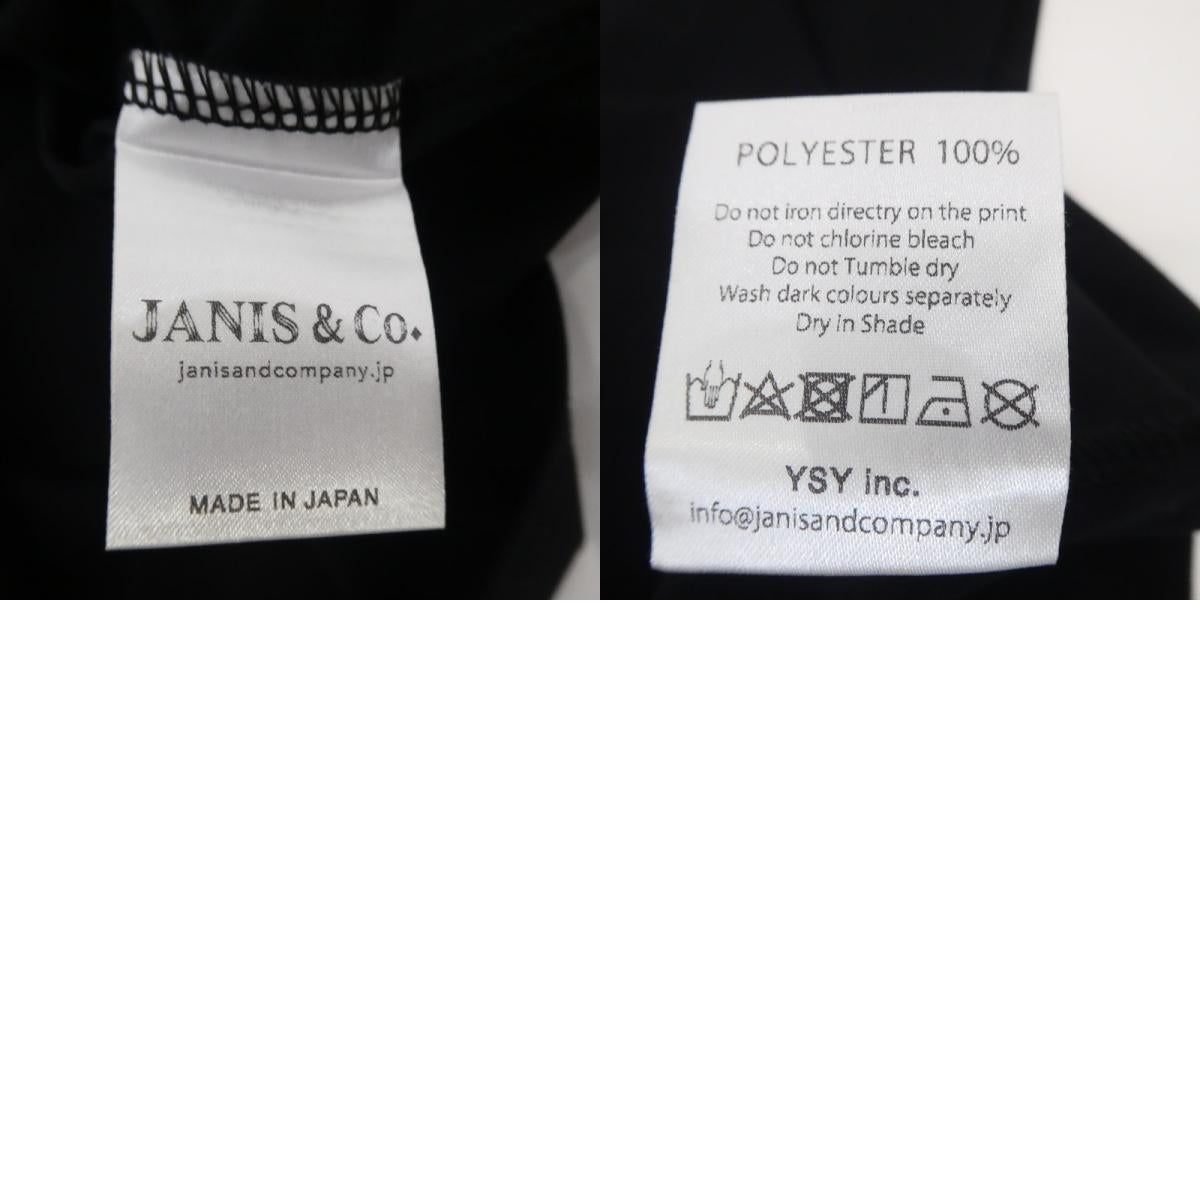 JANIS & Co.
janisandcompany.jp
MADE IN JAPAN
POLYESTER 100%
Do not iron directry on the print
Do not chlorine bleach
Do not Tumble dry
Wash dark colours separately
Dry in Shade
YSY inc.
info@janisandcompany.jp